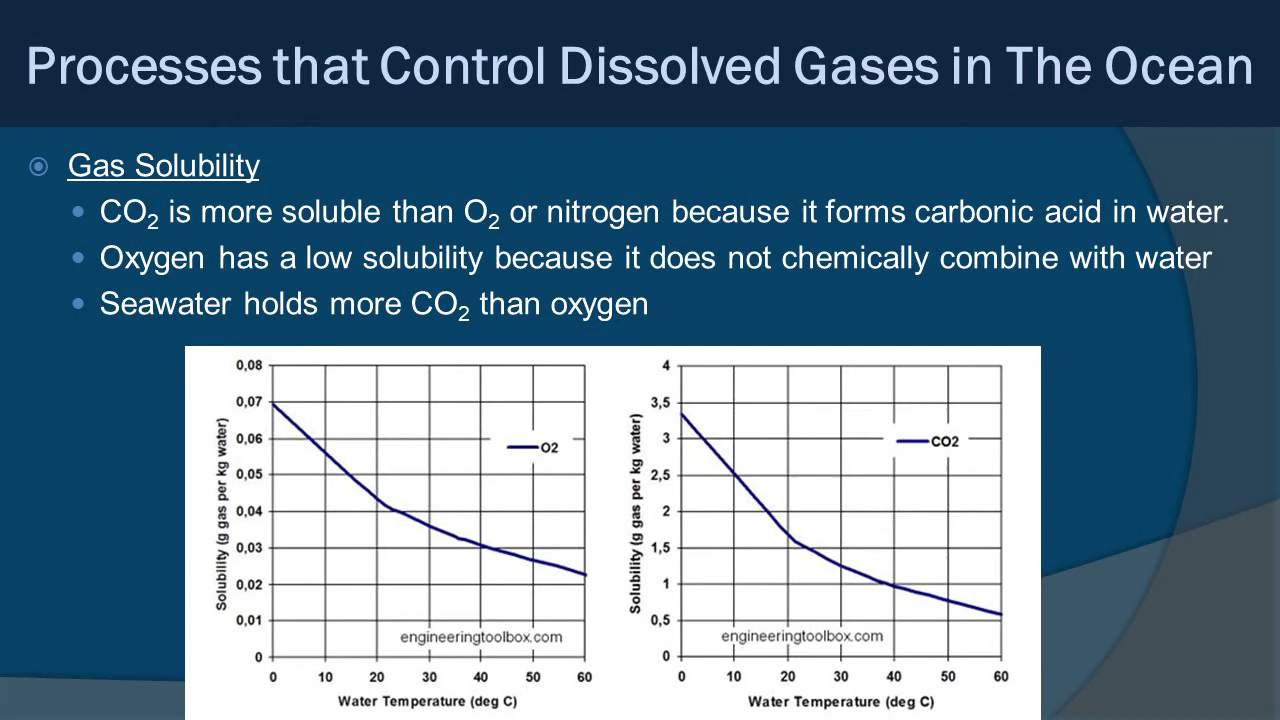 Processes that Control Dissolved Gases in The Ocean
Gas Solubility
CO2 is more soluble than O2 or nitrogen because it forms carbonic acid in water.
Oxygen has a low solubility because it does not chemically combine with water
Seawater holds more CO2 than oxygen
Solubility (g gas per kg water)
0,08
0,07
0,06
0,05
0,04
0,03
0,02
0,01
0
O2
engineeringtoolbox.com
0 10 20 30 40 50 60
Water Temperature (deg C)
Solubility (g gas per kg water)
4
3,5
3
2,5
2
1,5
1
0,5
0
CO2
engineeringtoolbox.com
0 10 20 30 40 50 60
Water Temperature (deg C)